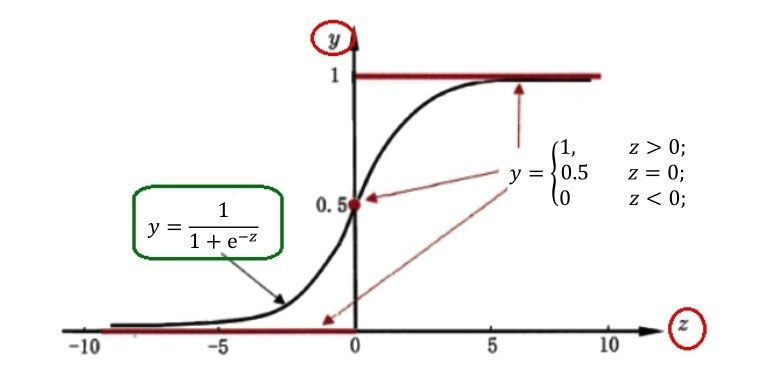 y
1
0.5
y = 1 / (1 + e⁻ᶻ)
y = { 1, z > 0;
0.5 z = 0;
0 z < 0;
z
-10 -5 0 5 10